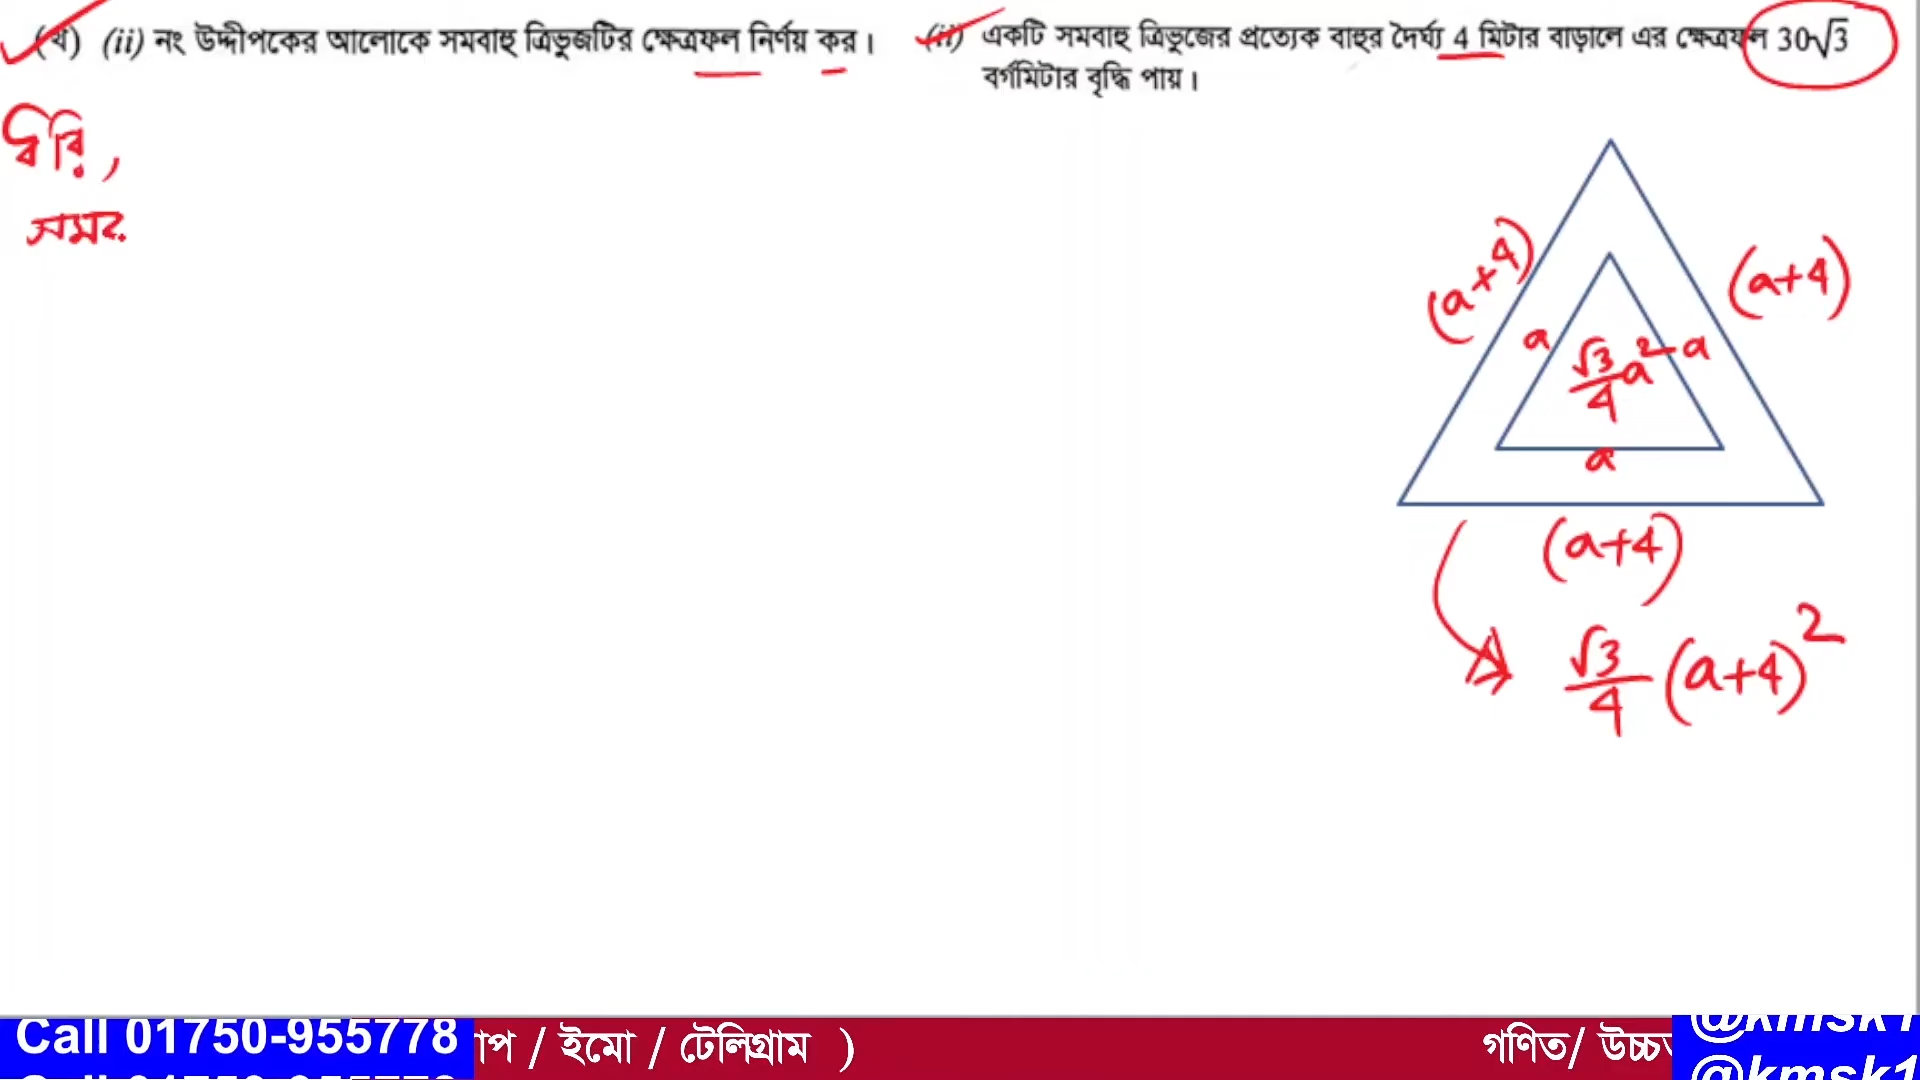 (খ) (ii) নং উদ্দীপকের আলোকে সমবাহু ত্রিভুজটির ক্ষেত্রফল নির্ণয় কর।
(ii) একটি সমবাহু ত্রিভুজের প্রত্যেক বাহুর দৈর্ঘ্য 4 মিটার বাড়ালে এর ক্ষেত্রফল 30√3
বর্গমিটার বৃদ্ধি পায়।
ধরি,
সমব
(a+4)
(a+4)
a
√3/4 a²
a
a
(a+4)
√3/4 (a+4)²
Call 01750-955778
াপ / ইমো / টেলিগ্রাম )
গণিত/ উচ্চত
@kmsk1
@kmsk1